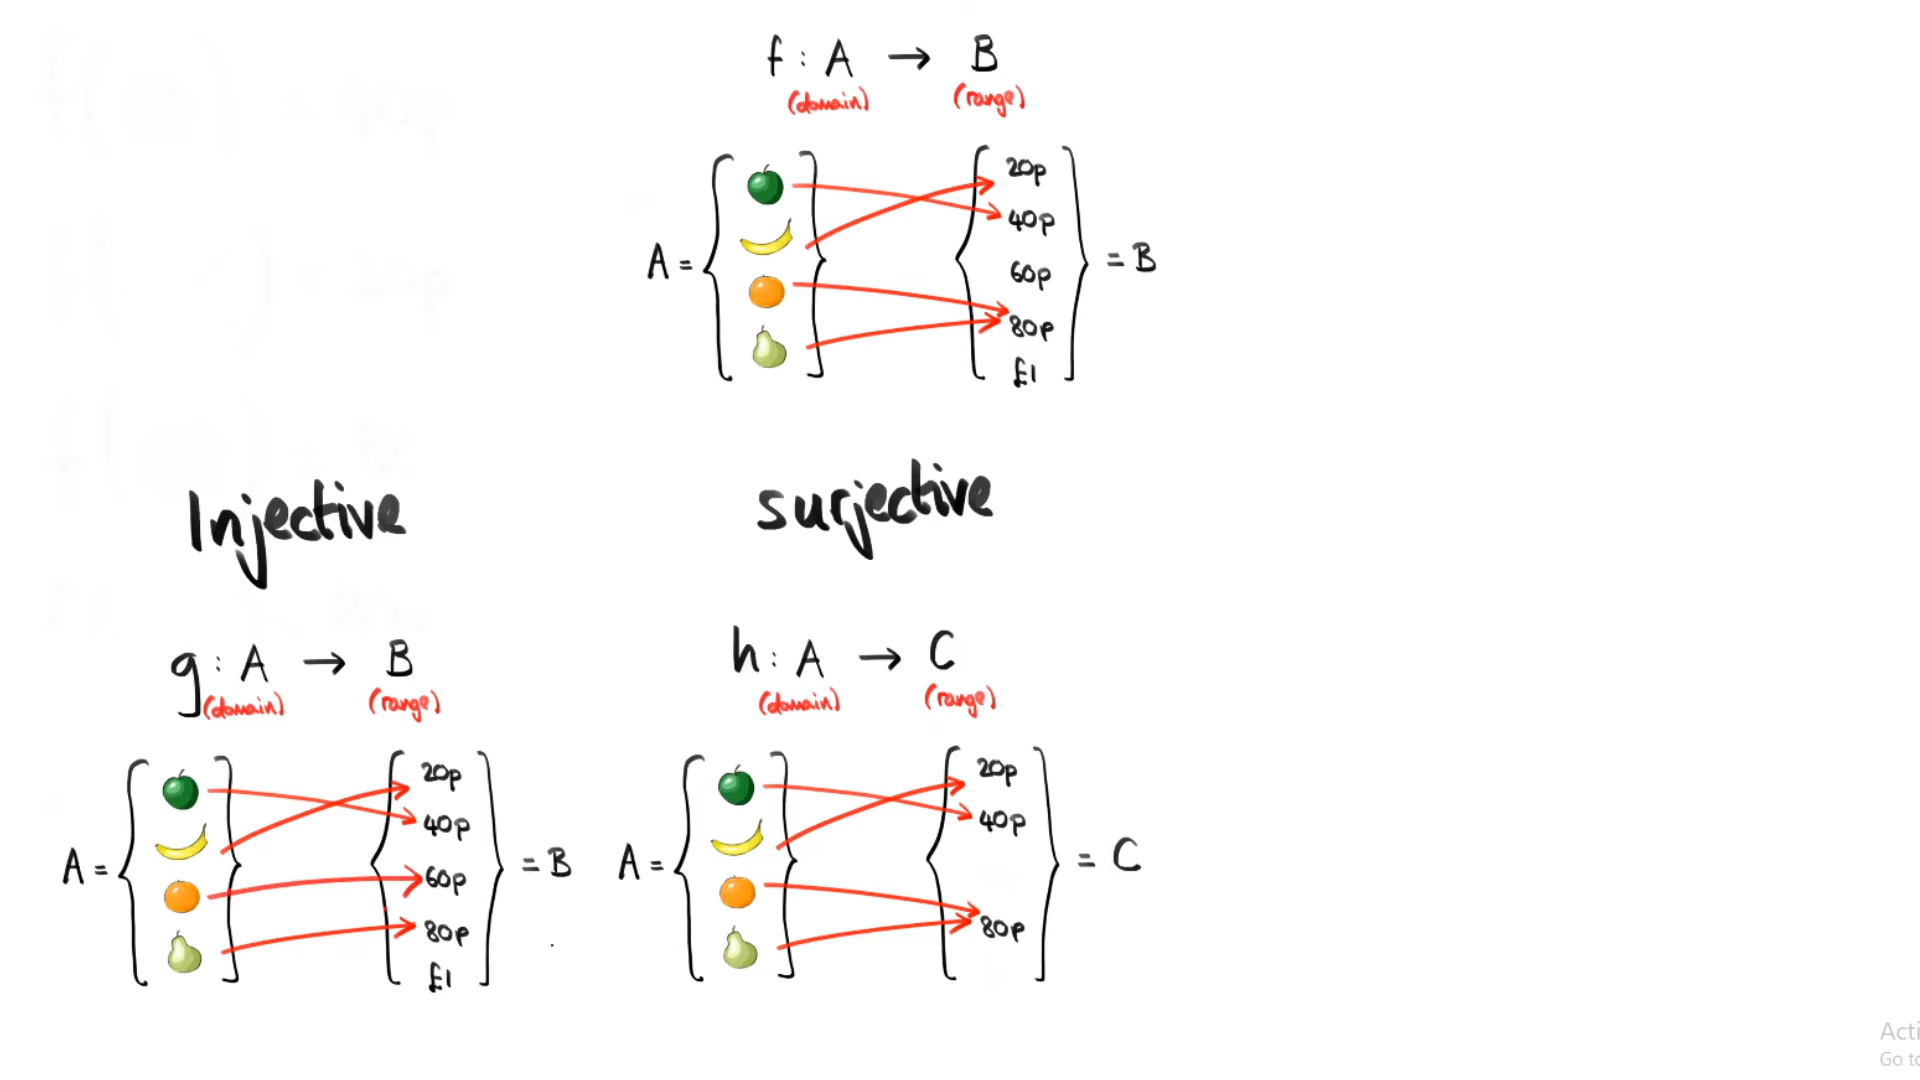 f : A → B
(domain) (range)
A = { } { 20p
40p
60p
80p
£1 } = B
Injective
surjective
g : A → B
(domain) (range)
A = { } { 20p
40p
60p
80p
£1 } = B
h : A → C
(domain) (range)
A = { } { 20p
40p
80p } = C
Go to